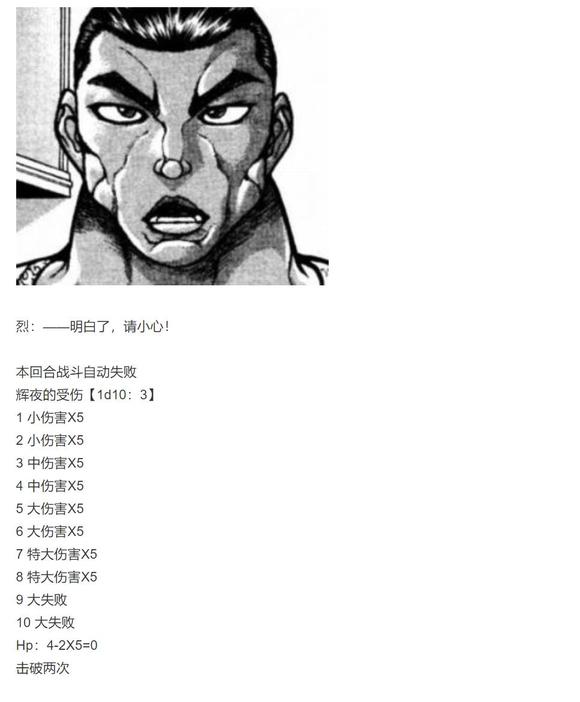 烈：——明白了，请小心！
本回合战斗自动失败
辉夜的受伤【1d10：3】
1 小伤害X5
2 小伤害X5
3 中伤害X5
4 中伤害X5
5 大伤害X5
6 大伤害X5
7 特大伤害X5
8 特大伤害X5
9 大失败
10 大失败
Hp：4-2X5=0
击破两次